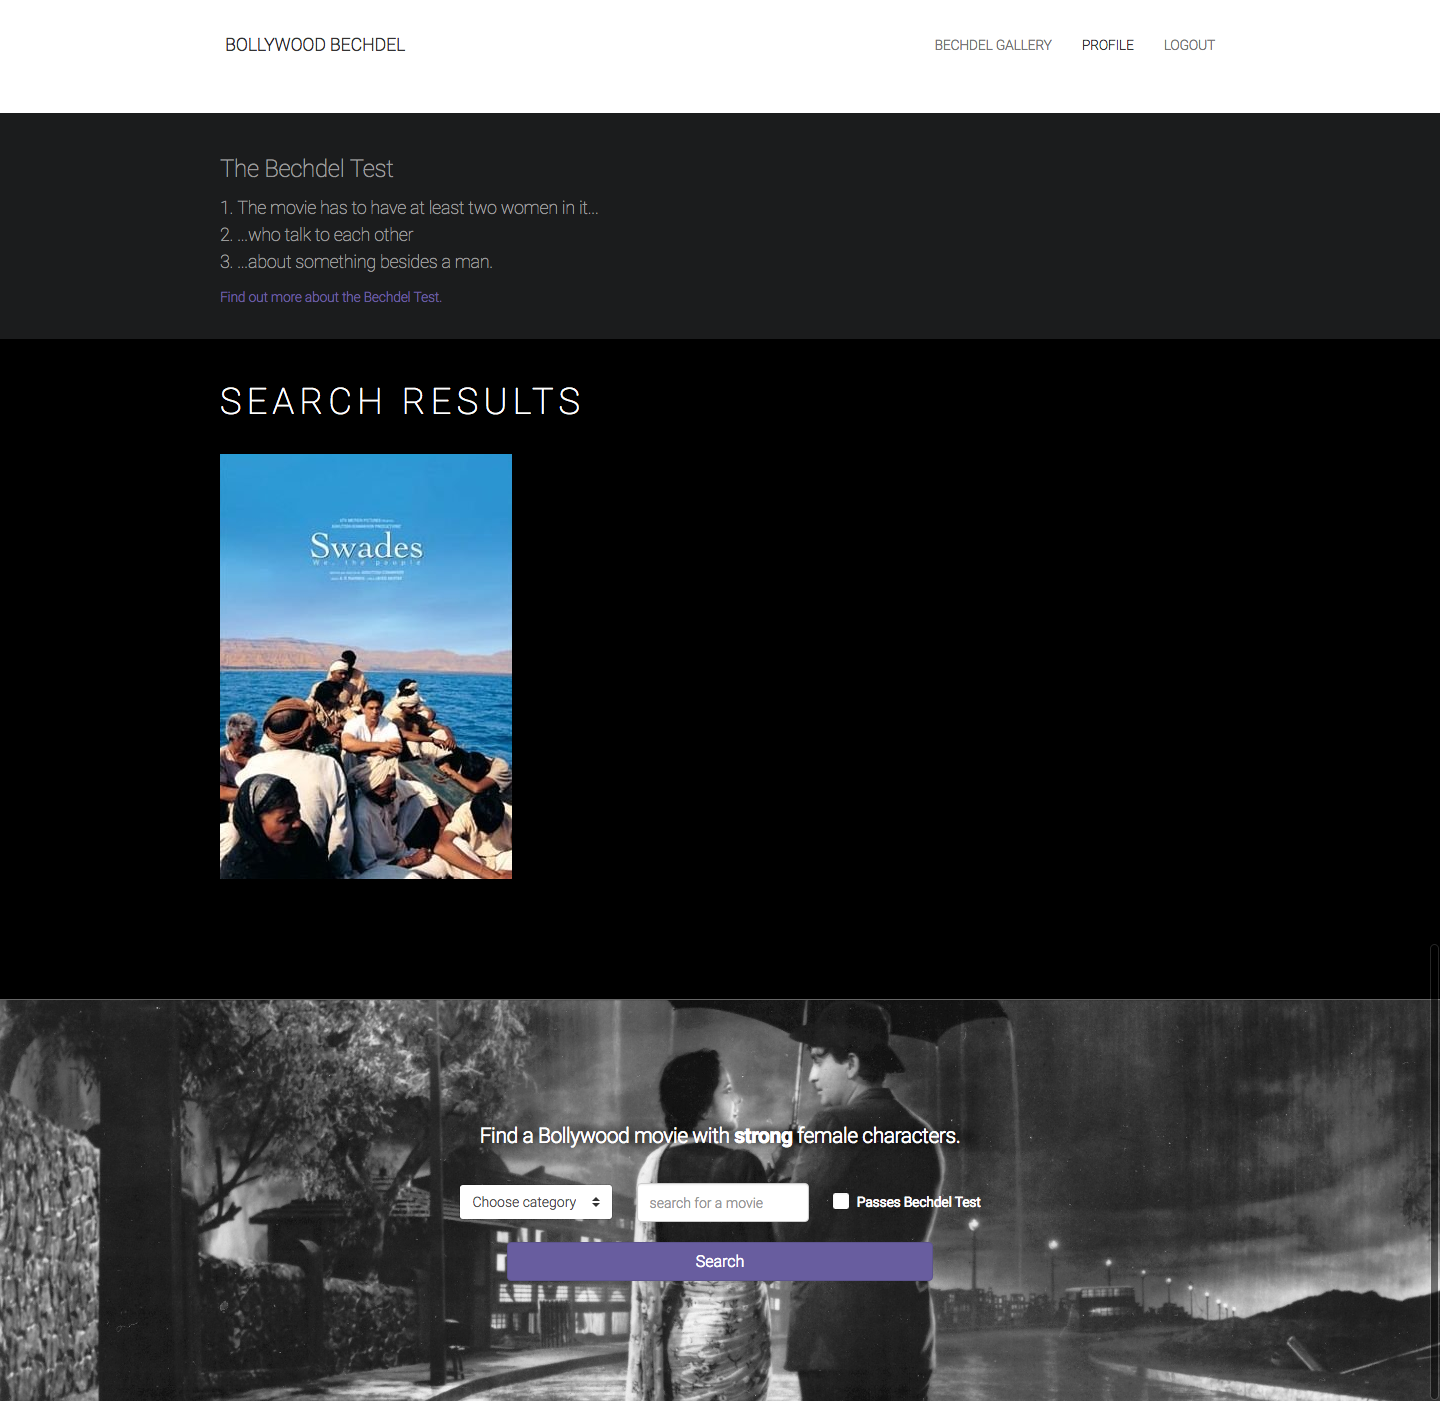 BOLLYWOOD BECHDEL
BECHDEL GALLERY PROFILE LOGOUT
The Bechdel Test
1. The movie has to have at least two women in it...
2. ...who talk to each other
3. ...about something besides a man.
Find out more about the Bechdel Test.
SEARCH RESULTS
Swades
We, the people
Find a Bollywood movie with strong female characters.
Choose category
search for a movie
Passes Bechdel Test
Search